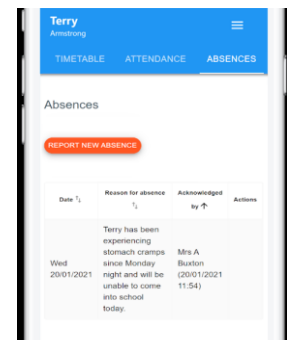 Terry
Armstrong
TIMETABLE ATTENDANCE ABSENCES
Absences
REPORT NEW ABSENCE
Date ↑↓ Reason for absence ↑↓ Acknowledged by ↑ Actions
Terry has been
experiencing
stomach cramps
since Monday
night and will be
unable to come
into school
today.
Wed
20/01/2021
Mrs A
Buxton
(20/01/2021
11:54)